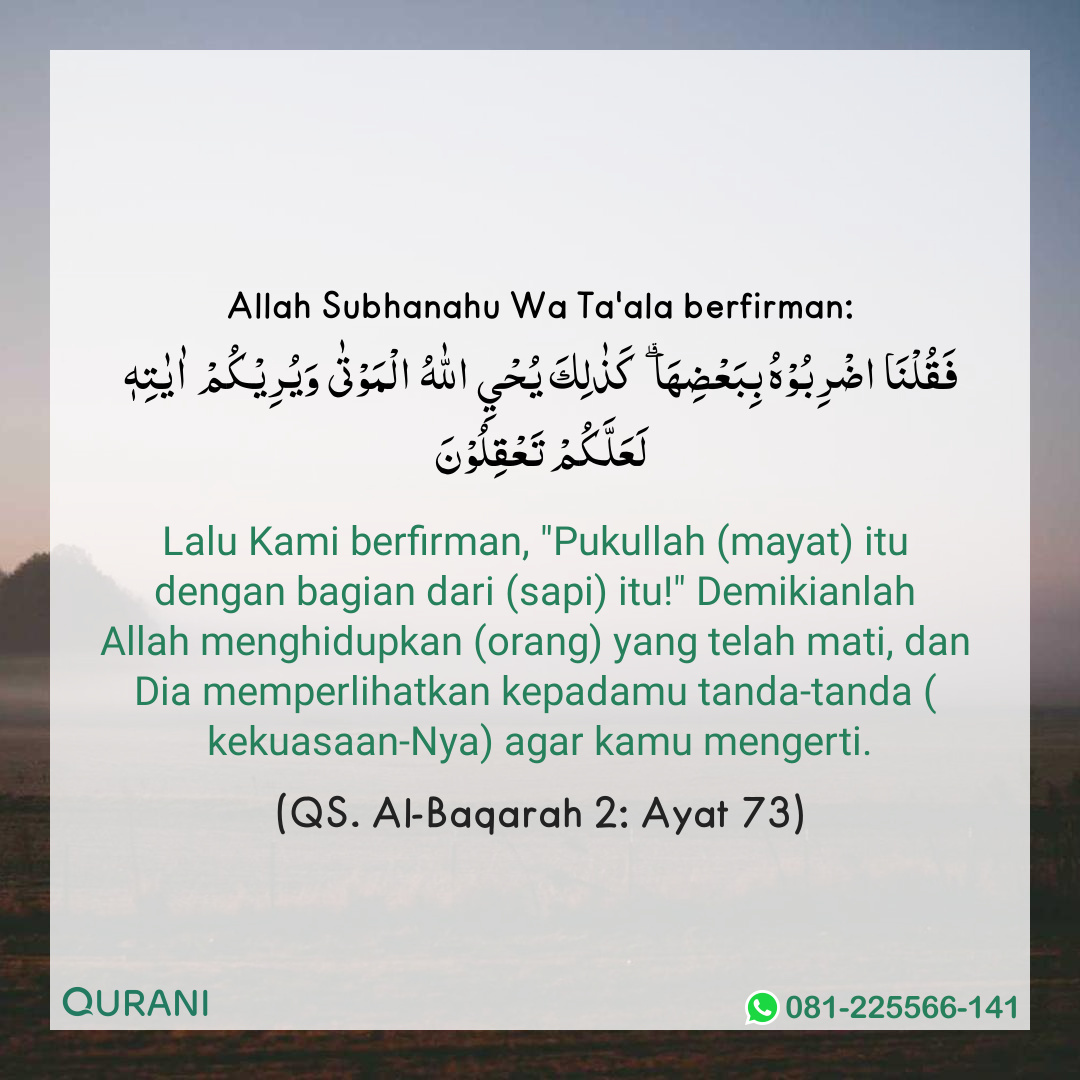 Allah Subhanahu Wa Ta'ala berfirman:
فَقُلْنَا اضْرِبُوْهُ بِبَعْضِهَاۗ كَذٰلِكَ يُحْيِ اللّٰهُ الْمَوْتٰى وَيُرِيْكُمْ اٰيٰتِهٖ
لَعَلَّكُمْ تَعْقِلُوْنَ
Lalu Kami berfirman, "Pukullah (mayat) itu
dengan bagian dari (sapi) itu!" Demikianlah
Allah menghidupkan (orang) yang telah mati, dan
Dia memperlihatkan kepadamu tanda-tanda (
kekuasaan-Nya) agar kamu mengerti.
(QS. Al-Baqarah 2: Ayat 73)
QURANI
081-225566-141